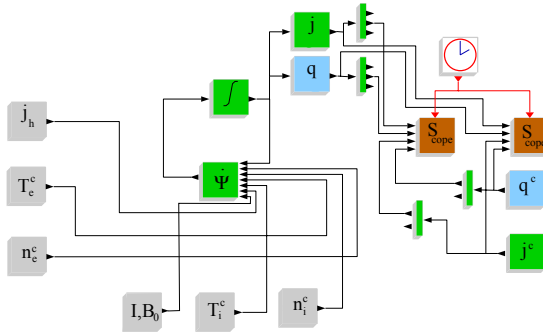 j
q
∫
j_h
S_cope
S_cope
T_e^c
Ψ̇
q^c
n_e^c
j^c
I,B_0
T_i^c
n_i^c